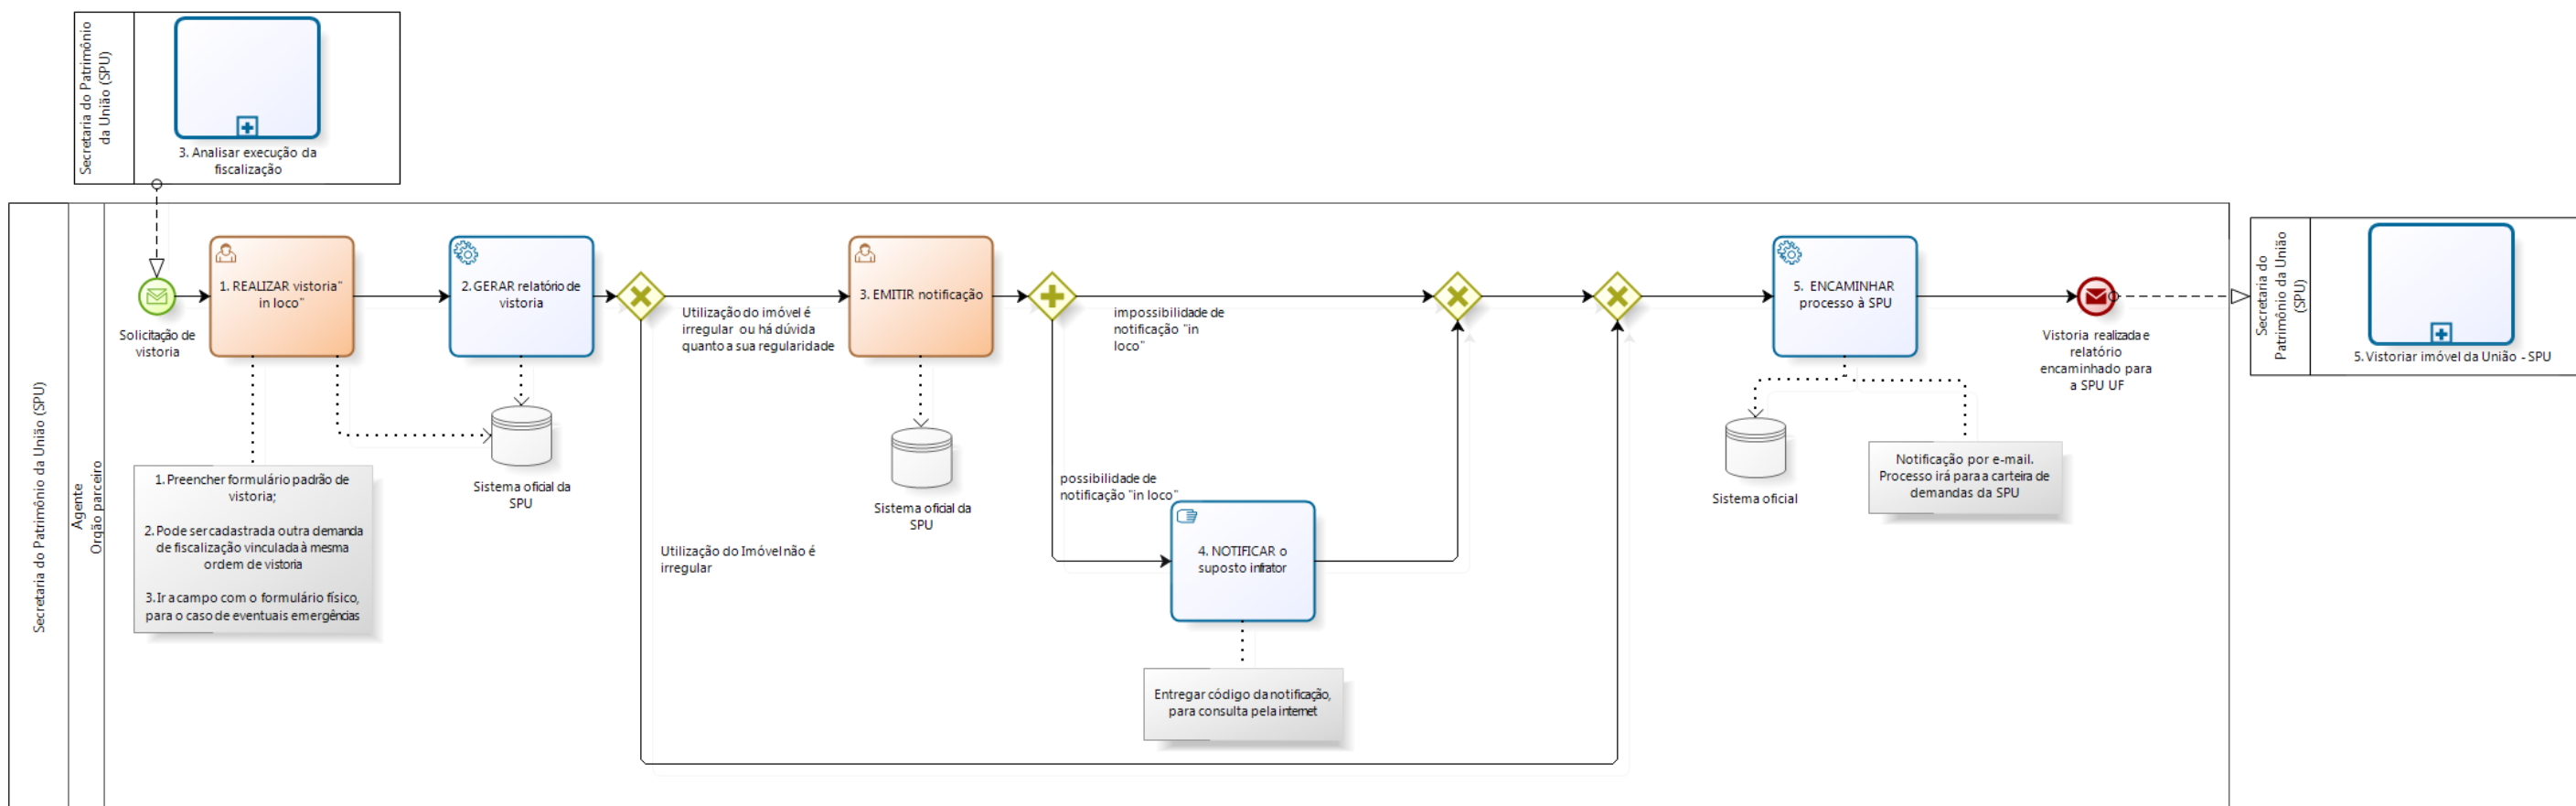 Secretaria do Patrimônio
da União (SPU)
3. Analisar execução da
fiscalização
Secretaria do Patrimônio da União (SPU)
Agente
Orgão parceiro
Solicitação de
vistoria
1. REALIZAR vistoria"
in loco"
1. Preencher formulário padrão de
vistoria;
2. Pode ser cadastrada outra demanda
de fiscalização vinculada à mesma
ordem de vistoria
3. Ir a campo com o formulário físico,
para o caso de eventuais emergências
2. GERAR relatório de
vistoria
Sistema oficial da
SPU
Utilização do imóvel é
irregular ou há dúvida
quanto a sua regularidade
Utilização do Imóvel não é
irregular
3. EMITIR notificação
Sistema oficial da
SPU
impossibilidade de
notificação "in
loco"
possibilidade de
notificação "in loco"
4. NOTIFICAR o
suposto infrator
Entregar código da notificação,
para consulta pela internet
5. ENCAMINHAR
processo à SPU
Sistema oficial
Notificação por e-mail.
Processo irá para a carteira de
demandas da SPU
Vistoria realizada e
relatório
encaminhado para
a SPU UF
Secretaria do
Patrimônio da União
(SPU)
5. Vistoriar imóvel da União - SPU